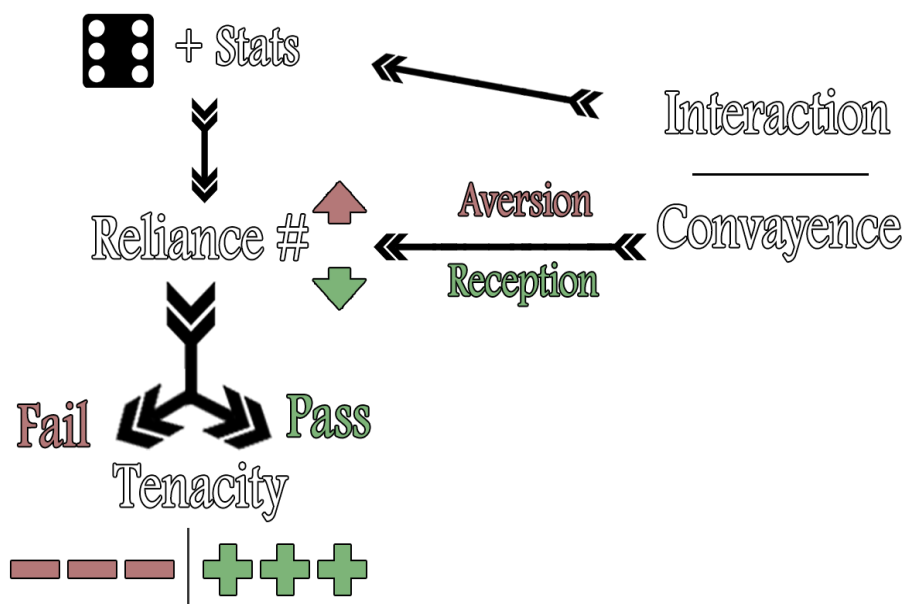 + Stats
Interaction
Aversion
Reliance #
Convayence
Reception
Fail
Pass
Tenacity